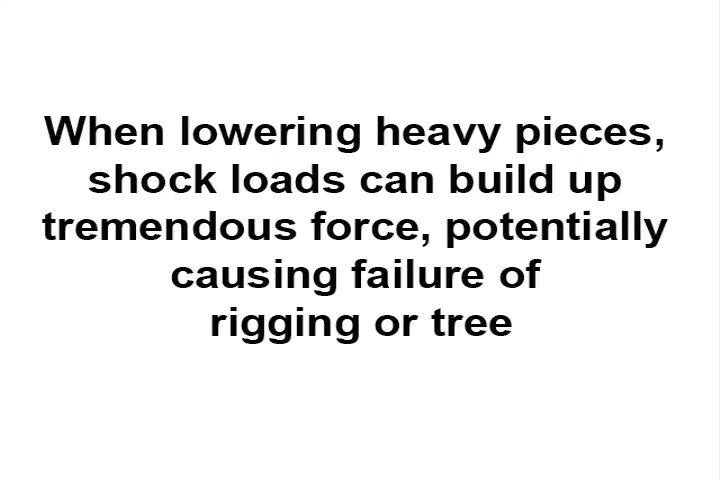 When lowering heavy pieces,
shock loads can build up
tremendous force, potentially
causing failure of
rigging or tree